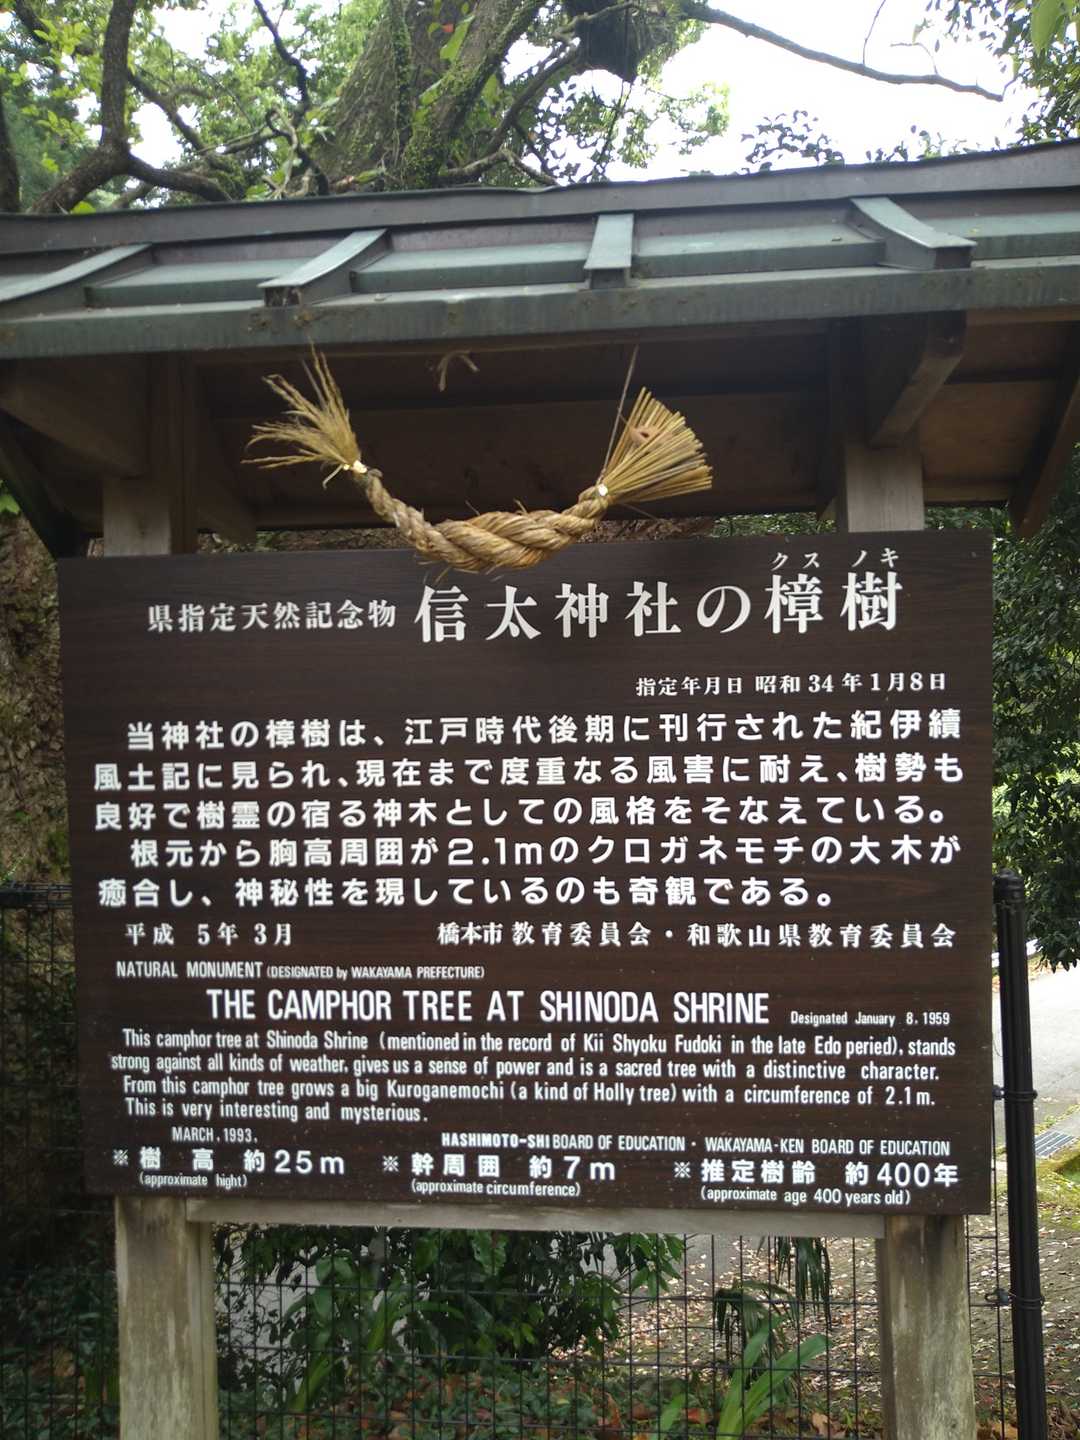 クスノキ
県指定天然記念物 信太神社の樟樹
指定年月日 昭和34年1月8日
当神社の樟樹は、江戸時代後期に刊行された紀伊續
風土記に見られ、現在まで度重なる風害に耐え、樹勢も
良好で樹霊の宿る神木としての風格をそなえている。
根元から胸高周囲が2.1mのクロガネモチの大木が
癒合し、神秘性を現しているのも奇観である。
平成 5年 3月 橋本市教育委員会・和歌山県教育委員会
NATURAL MONUMENT (DESIGNATED by WAKAYAMA PREFECTURE)
THE CAMPHOR TREE AT SHINODA SHRINE Designated January 8, 1959
This camphor tree at Shinoda Shrine (mentioned in the record of Kii Shyoku Fudoki in the late Edo peried), stands
strong against all kinds of weather, gives us a sense of power and is a sacred tree with a distinctive character.
From this camphor tree grows a big Kuroganemochi (a kind of Holly tree) with a circumference of 2.1m.
This is very interesting and mysterious.
MARCH, 1993, HASHIMOTO-SHI BOARD OF EDUCATION・WAKAYAMA-KEN BOARD OF EDUCATION
※樹 高 約25m ※幹周囲 約7m ※推定樹齢 約400年
(approximate hight) (approximate circumference) (approximate age 400 years old)